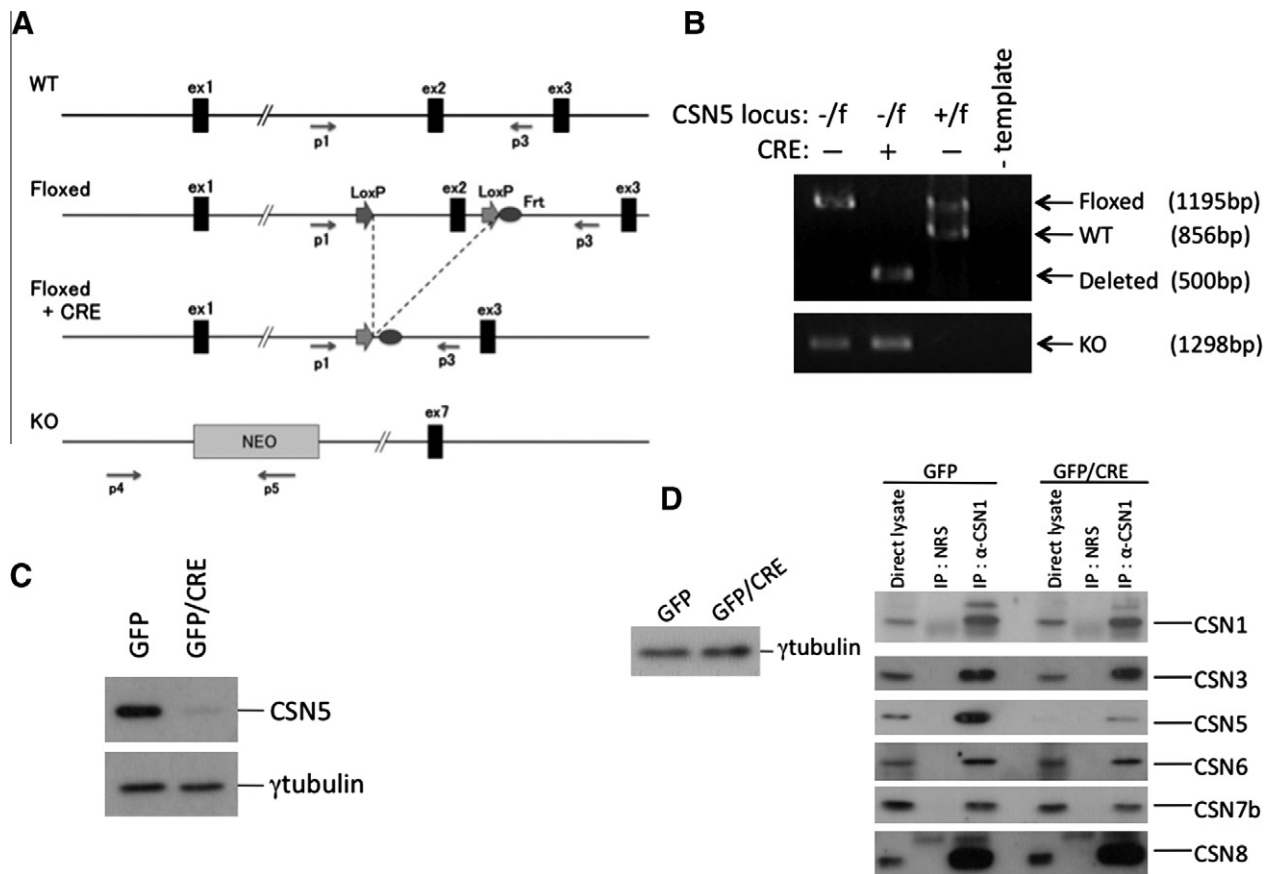 A
WT
ex1
ex2
ex3
p1
p3
Floxed
ex1
LoxP
ex2
LoxP
Frt
ex3
p1
p3
Floxed
+ CRE
ex1
ex3
p1
p3
KO
NEO
ex7
p4
p5
B
CSN5 locus: -/f -/f +/f - template
CRE: – + –
Floxed (1195bp)
WT (856bp)
Deleted (500bp)
KO (1298bp)
C
GFP
GFP/CRE
CSN5
γtubulin
D
GFP
GFP/CRE
γtubulin
GFP
GFP/CRE
Direct lysate
IP : NRS
IP : α-CSN1
Direct lysate
IP : NRS
IP : α-CSN1
CSN1
CSN3
CSN5
CSN6
CSN7b
CSN8